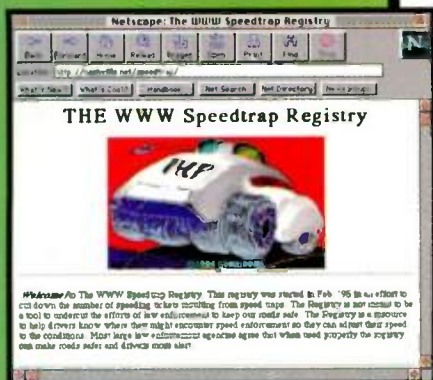 Netscape: The WWW Speedtrap Registry
Back Forward Home Reload Images Open Print Find
Location: http://nashville.net/speedtrap/
What's New? What's Cool? Handbook Net Search Net Directory Newsgroups
N
THE WWW Speedtrap Registry
Welcome to The WWW Speedtrap Registry. This registry was started in Feb. '95 in an effort to
cut down the number of speeding tickets resulting from speed traps. The Registry is not meant to be
a tool to undercut the efforts of law enforcement to keep our roads safe. The Registry is a resource
to help drivers know where they might encounter speed enforcement so they can adjust their speed
to the conditions. Most large law enforcement agencies agree that when used properly the registry
can make roads safer and drivers more alert.